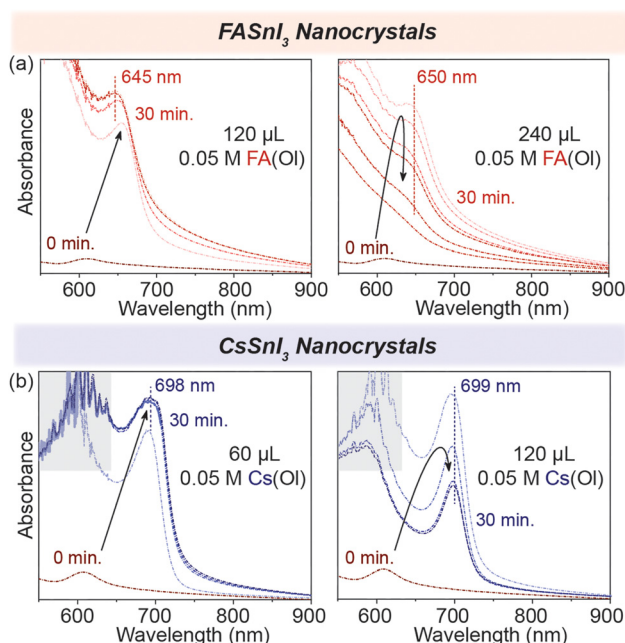 FASnI3 Nanocrystals
(a)
645 nm
30 min.
120 µL
0.05 M FA(Ol)
0 min.
Absorbance
600 700 800 900
Wavelength (nm)
650 nm
240 µL
0.05 M FA(Ol)
30 min.
0 min.
600 700 800 900
Wavelength (nm)
CsSnI3 Nanocrystals
(b)
698 nm
30 min.
60 µL
0.05 M Cs(Ol)
0 min.
Absorbance
600 700 800 900
Wavelength (nm)
699 nm
120 µL
0.05 M Cs(Ol)
30 min.
0 min.
600 700 800 900
Wavelength (nm)